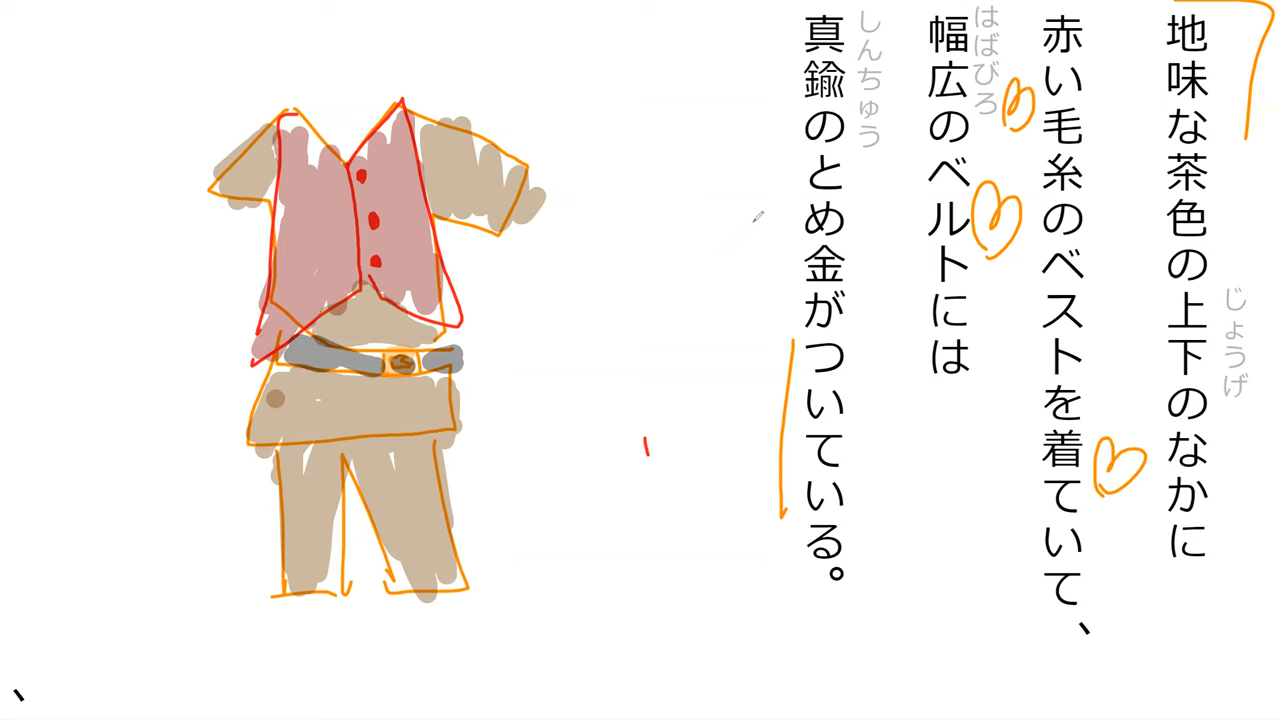 地味な茶色の上下のなかに
じょうげ
赤い毛糸のベストを着ていて、
幅広のベルトには
はばびろ
真鍮のとめ金がついている。
しんちゅう
、